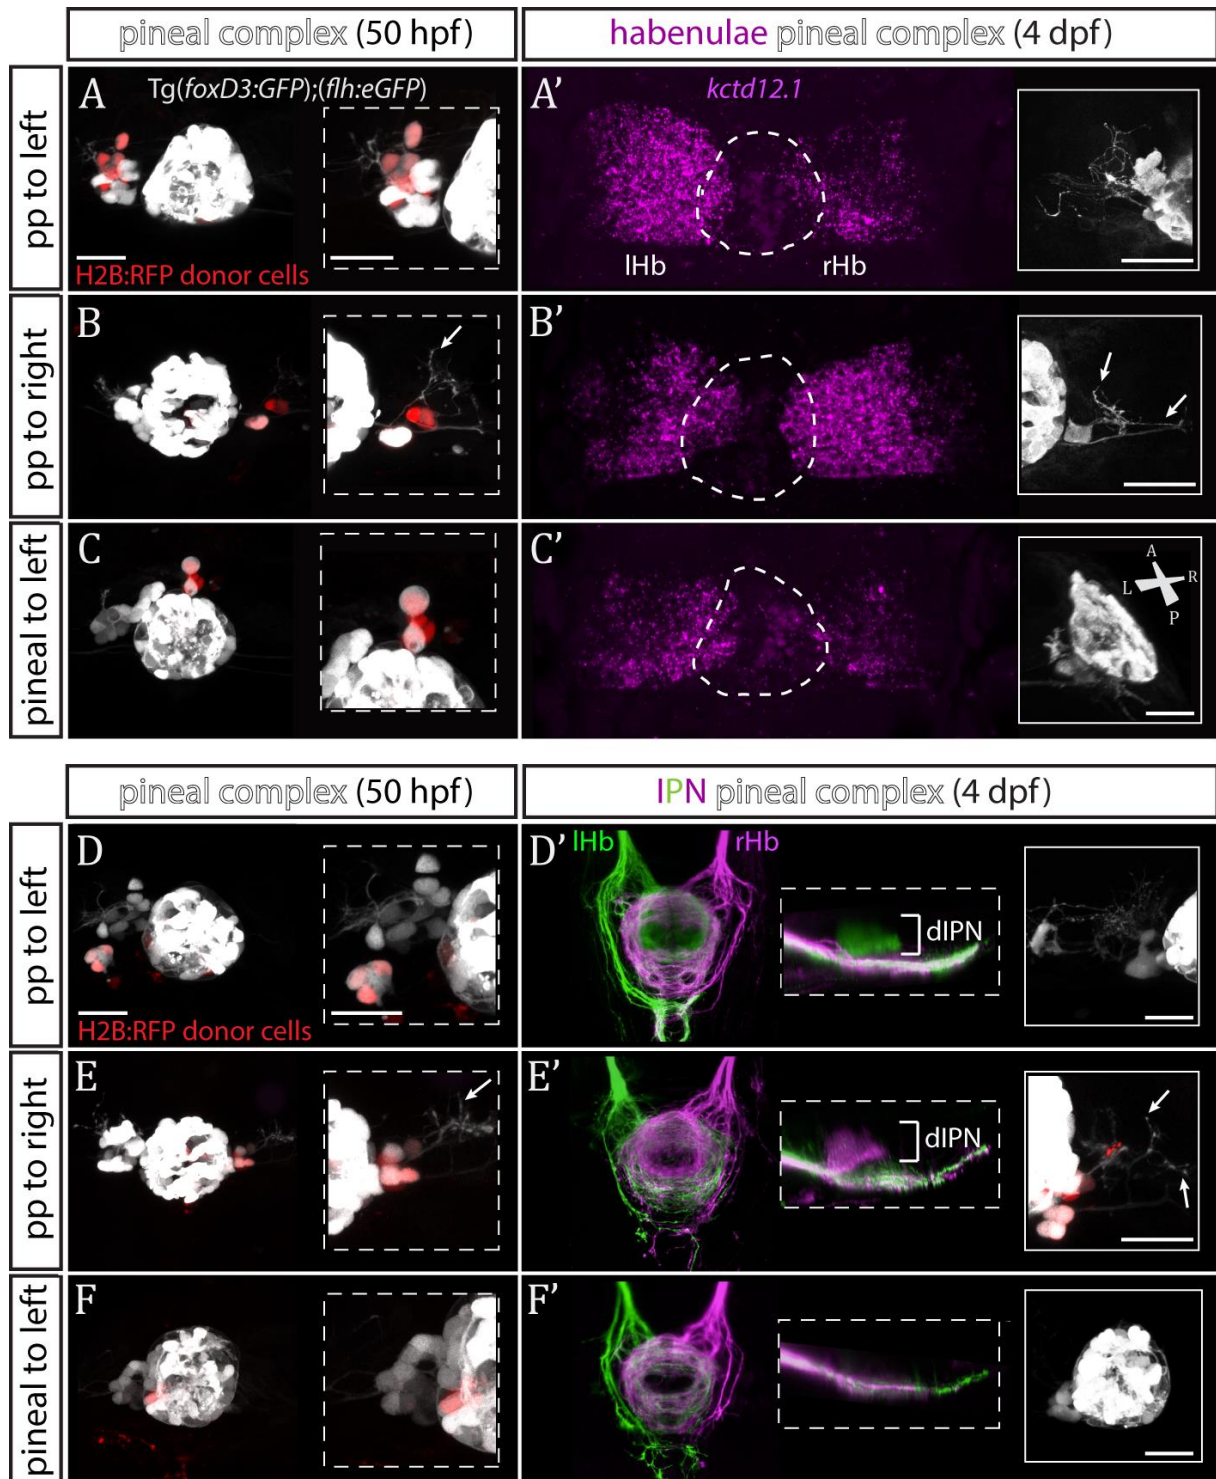 pineal complex (50 hpf)
habenulae pineal complex (4 dpf)
pp to left
A
Tg(foxD3:GFP);(flh:eGFP)
H2B:RFP donor cells
A'
kctd12.1
lHb
rHb
pp to right
B
B'
pineal to left
C
C'
A
L
R
P
pineal complex (50 hpf)
IPN pineal complex (4 dpf)
pp to left
D
H2B:RFP donor cells
lHb
rHb
D'
dIPN
pp to right
E
E'
dIPN
pineal to left
F
F'